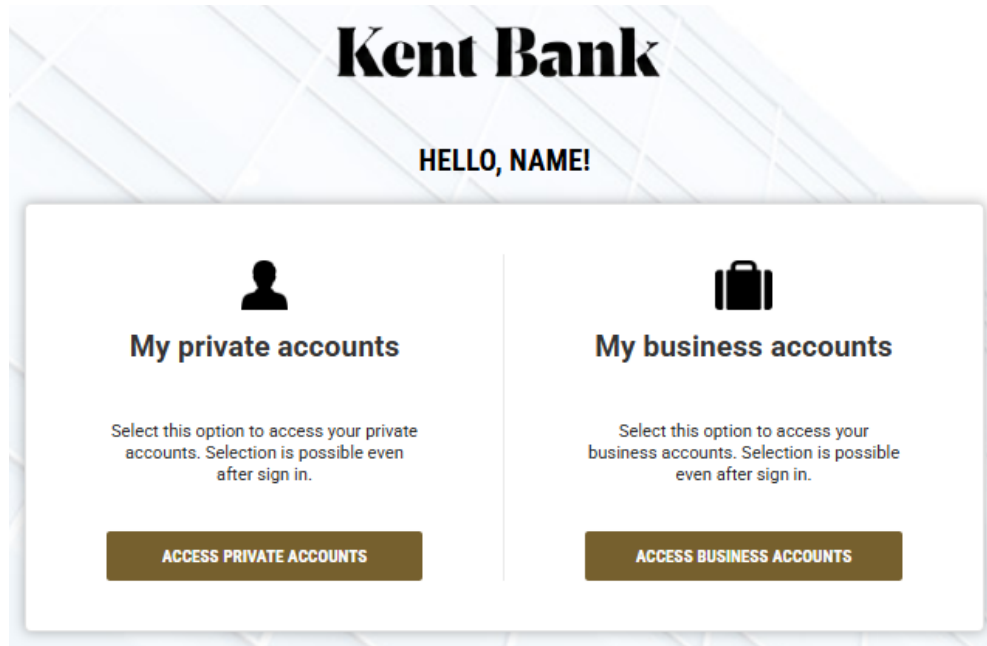 Kent Bank
HELLO, NAME!
My private accounts
Select this option to access your private
accounts. Selection is possible even
after sign in.
ACCESS PRIVATE ACCOUNTS
My business accounts
Select this option to access your
business accounts. Selection is possible
even after sign in.
ACCESS BUSINESS ACCOUNTS